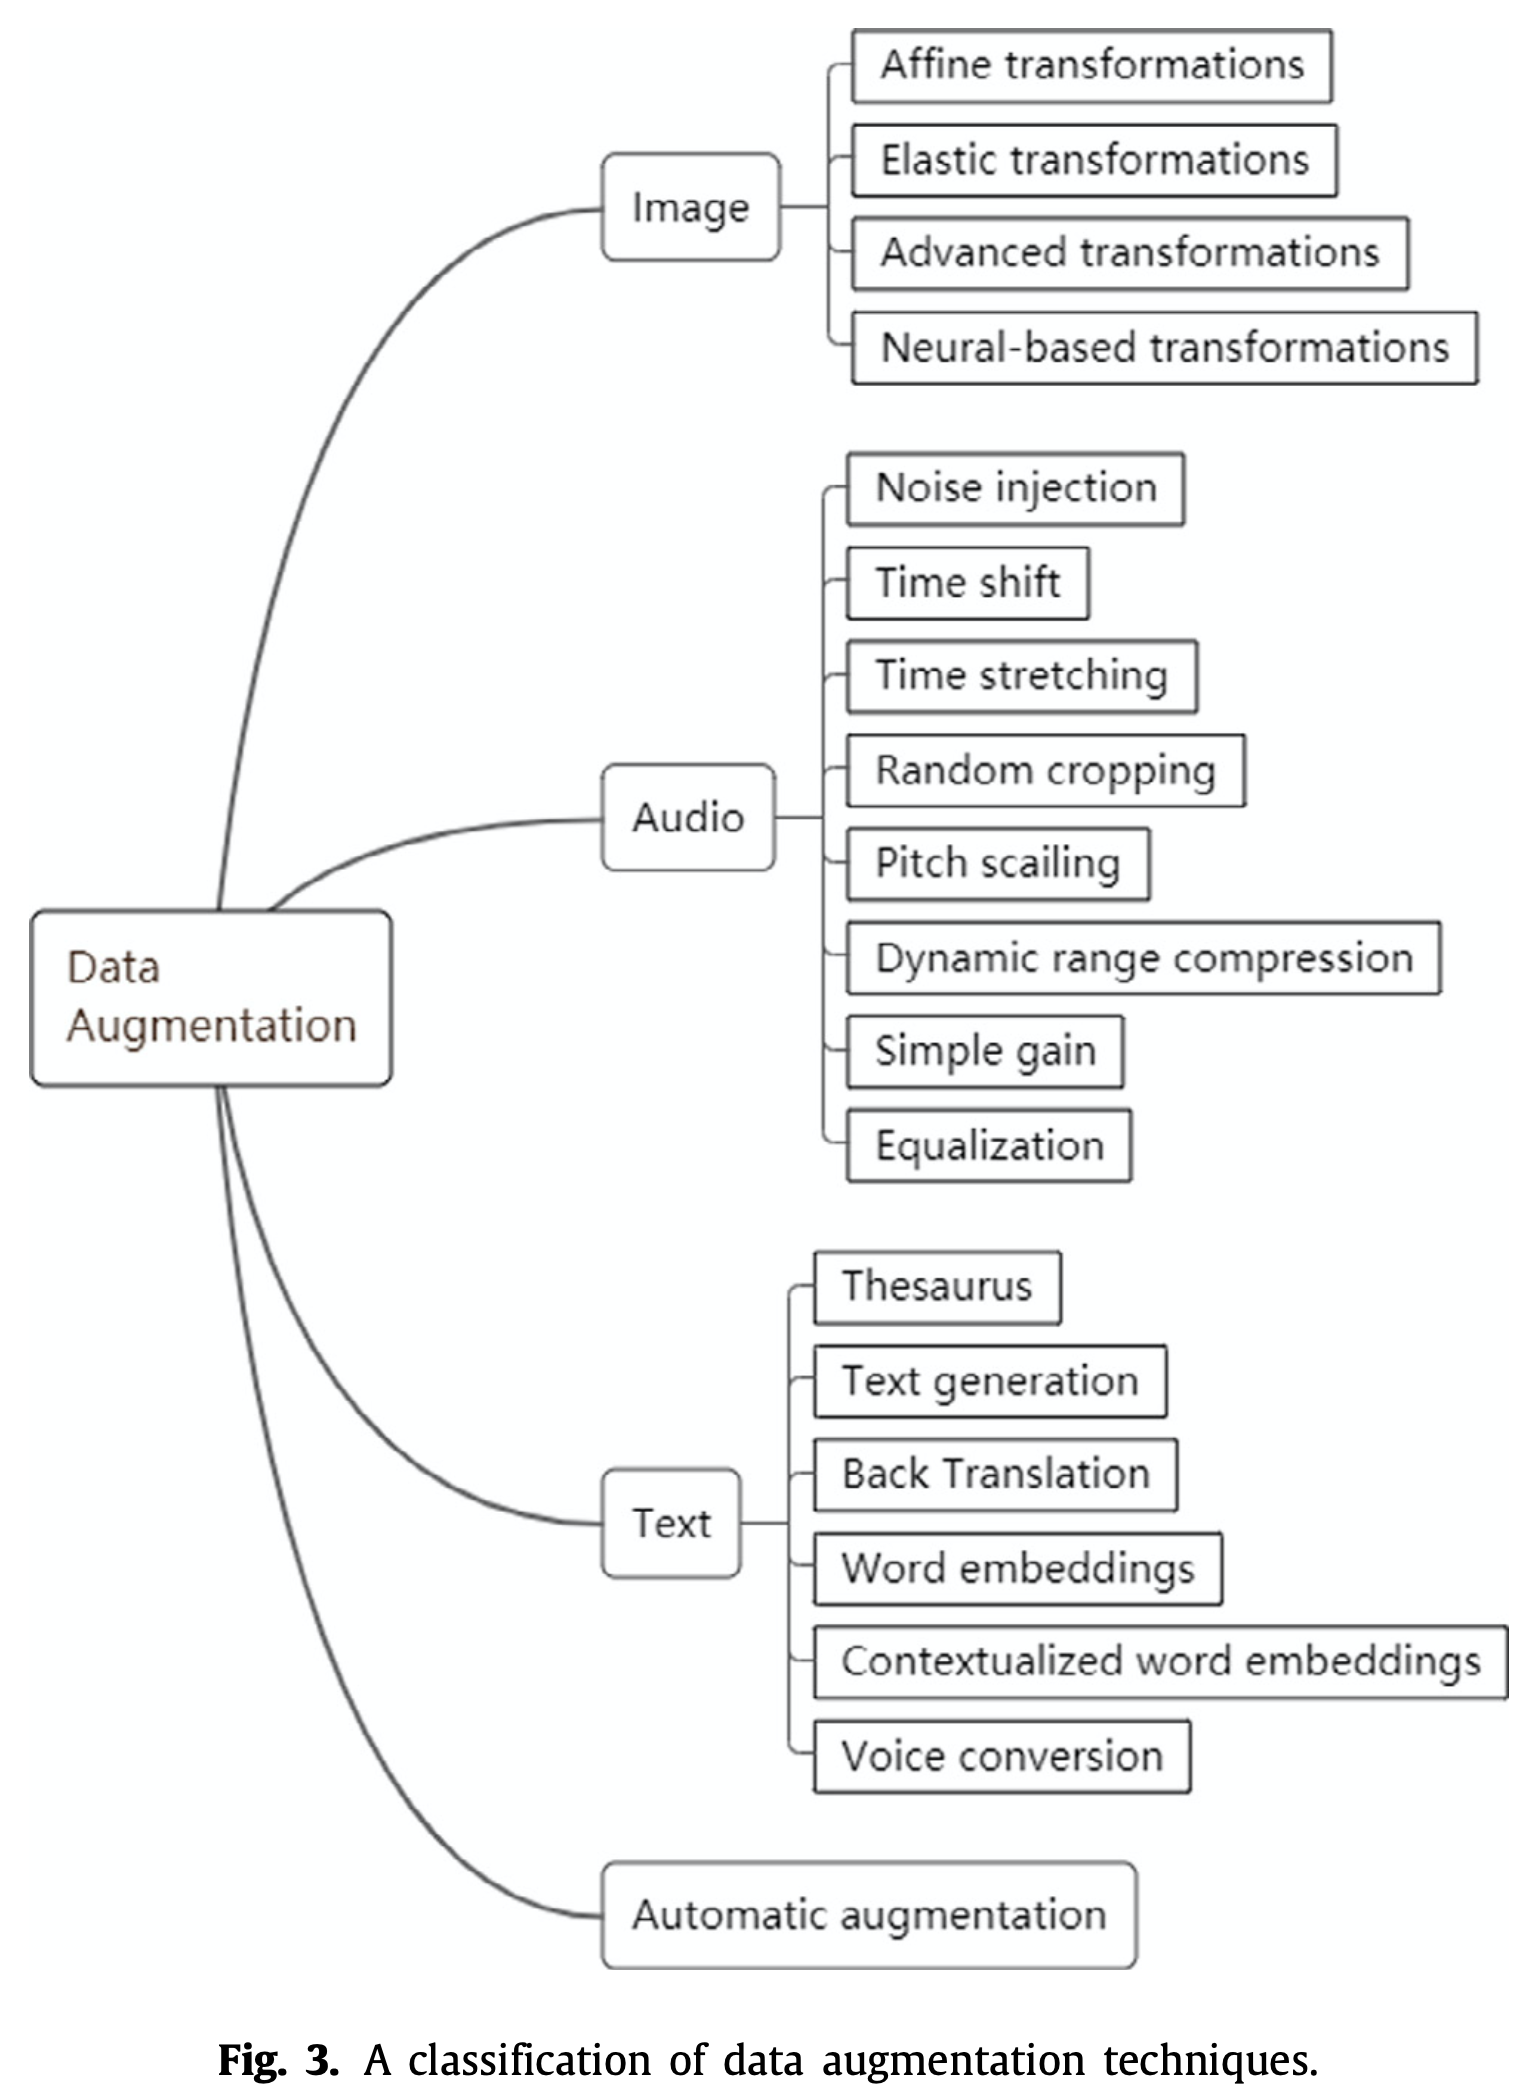 Affine transformations
Elastic transformations
Image
Advanced transformations
Neural-based transformations
Noise injection
Time shift
Time stretching
Random cropping
Audio
Pitch scailing
Dynamic range compression
Simple gain
Equalization
Data
Augmentation
Thesaurus
Text generation
Back Translation
Text
Word embeddings
Contextualized word embeddings
Voice conversion
Automatic augmentation
Fig. 3. A classification of data augmentation techniques.